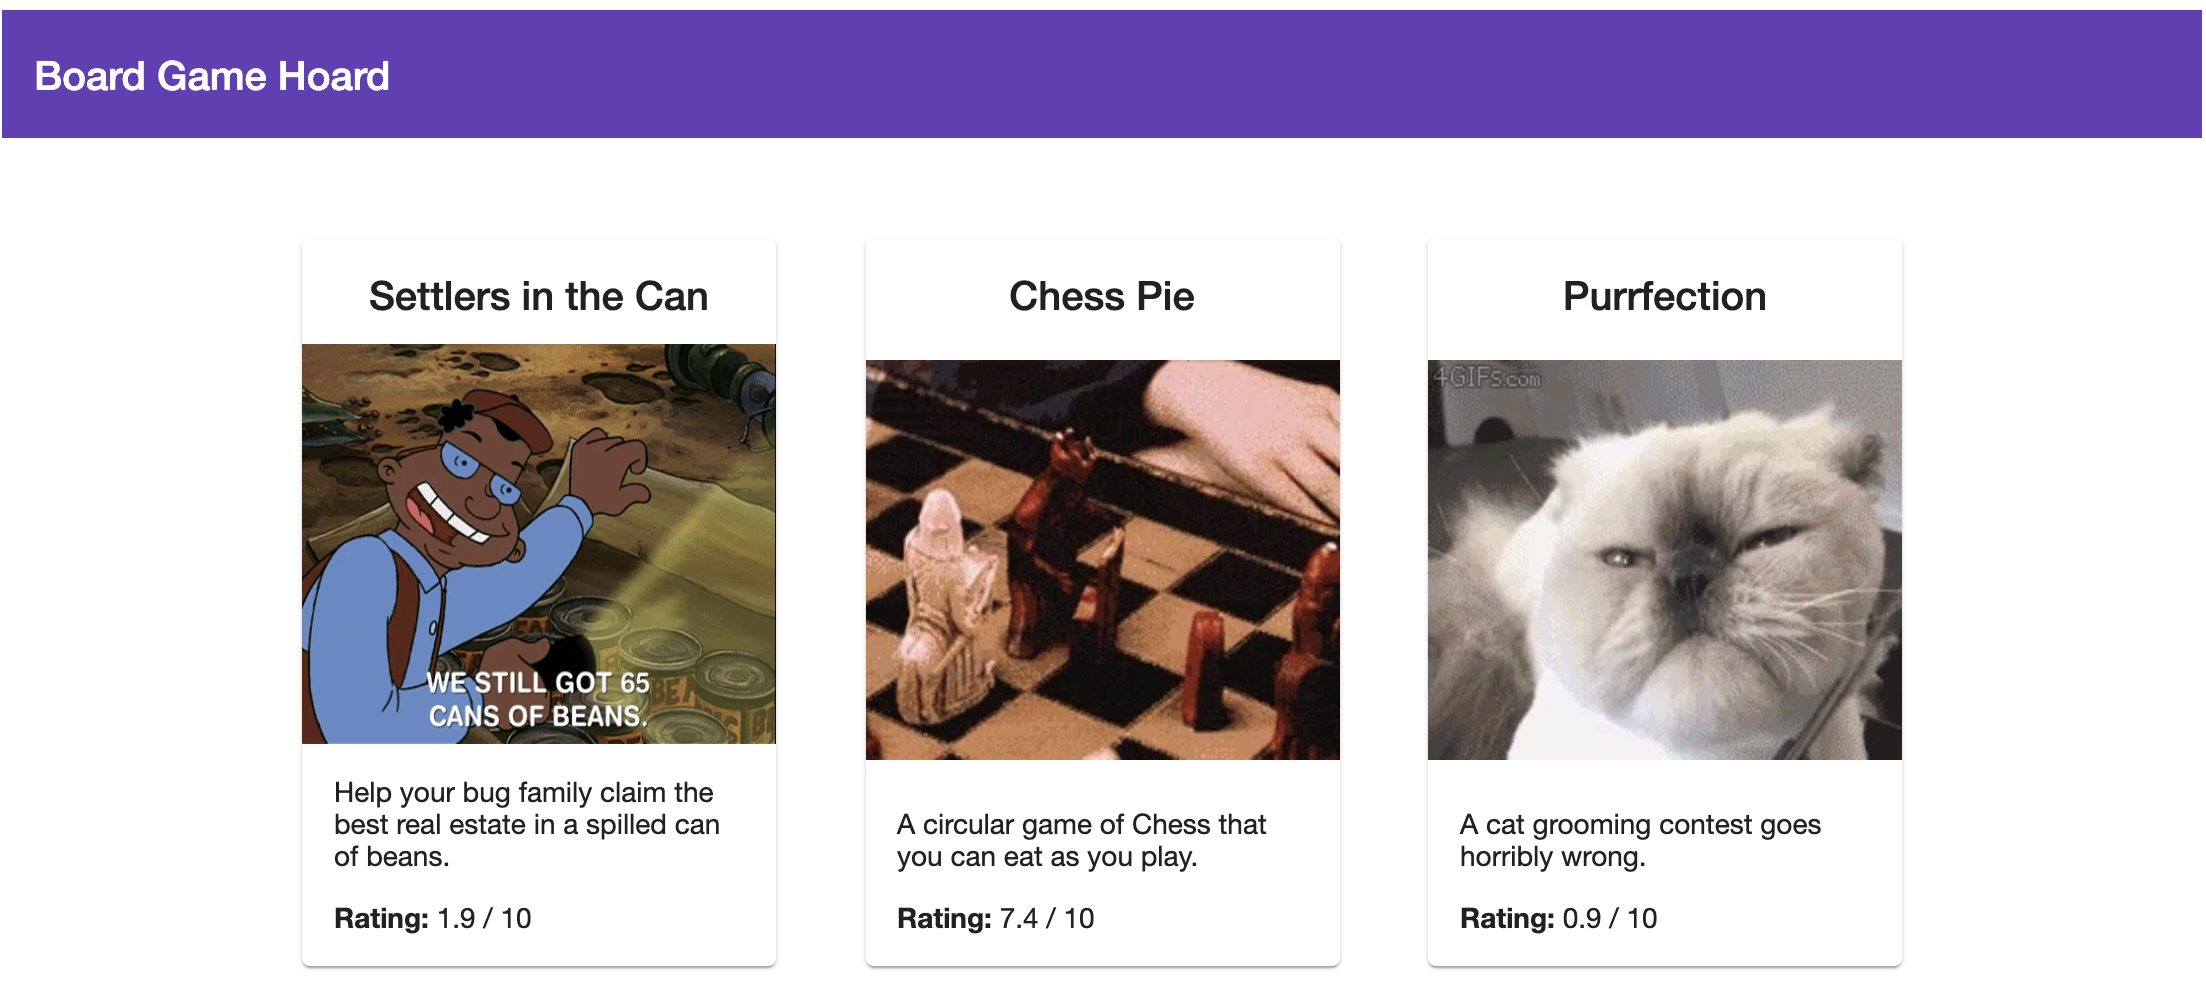 Board Game Hoard
Settlers in the Can
WE STILL GOT 65
CANS OF BEANS.
Help your bug family claim the
best real estate in a spilled can
of beans.
Rating: 1.9 / 10
Chess Pie
A circular game of Chess that
you can eat as you play.
Rating: 7.4 / 10
Purrfection
4GIFs.com
A cat grooming contest goes
horribly wrong.
Rating: 0.9 / 10